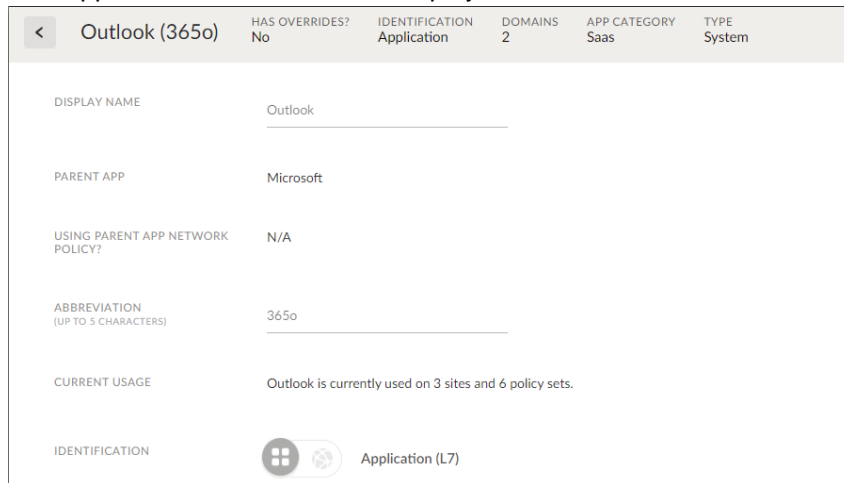 Outlook (365o)
HAS OVERRIDES?
No
IDENTIFICATION
Application
DOMAINS
2
APP CATEGORY
Saas
TYPE
System
DISPLAY NAME
Outlook
PARENT APP
Microsoft
USING PARENT APP NETWORK
POLICY?
N/A
ABBREVIATION
(UP TO 5 CHARACTERS)
365o
CURRENT USAGE
Outlook is currently used on 3 sites and 6 policy sets.
IDENTIFICATION
Application (L7)